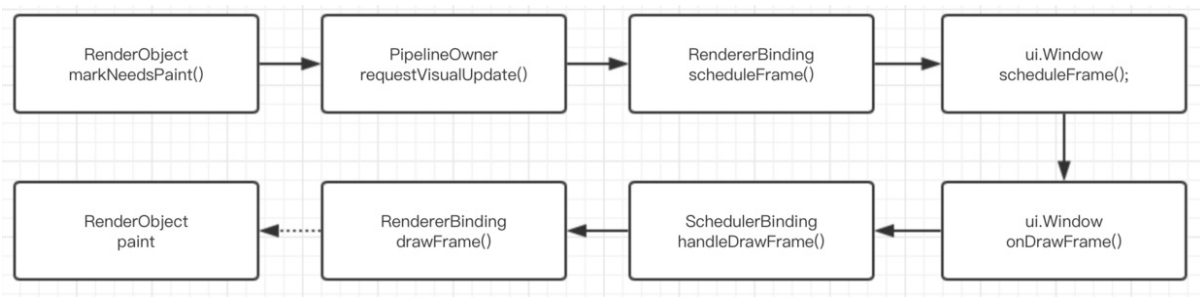 RenderObject
markNeedsPaint()
PipelineOwner
requestVisualUpdate()
RendererBinding
scheduleFrame()
ui.Window
scheduleFrame();
RenderObject
paint
RendererBinding
drawFrame()
SchedulerBinding
handleDrawFrame()
ui.Window
onDrawFrame()